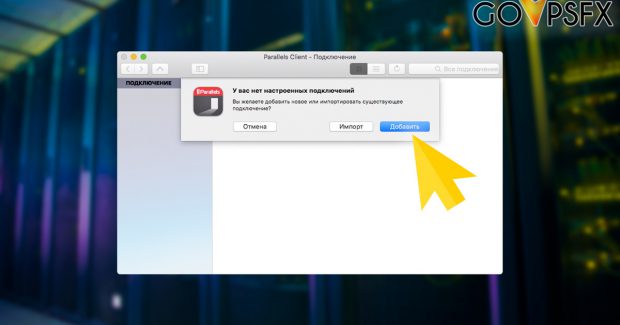 GOVPSFX
Parallels Client – Подключение
Все подключения
ПОДКЛЮЧЕНИЕ
Parallels
У вас нет настроенных подключений
Вы желаете добавить новое или импортировать существующее
подключение?
Отмена
Импорт
Добавить